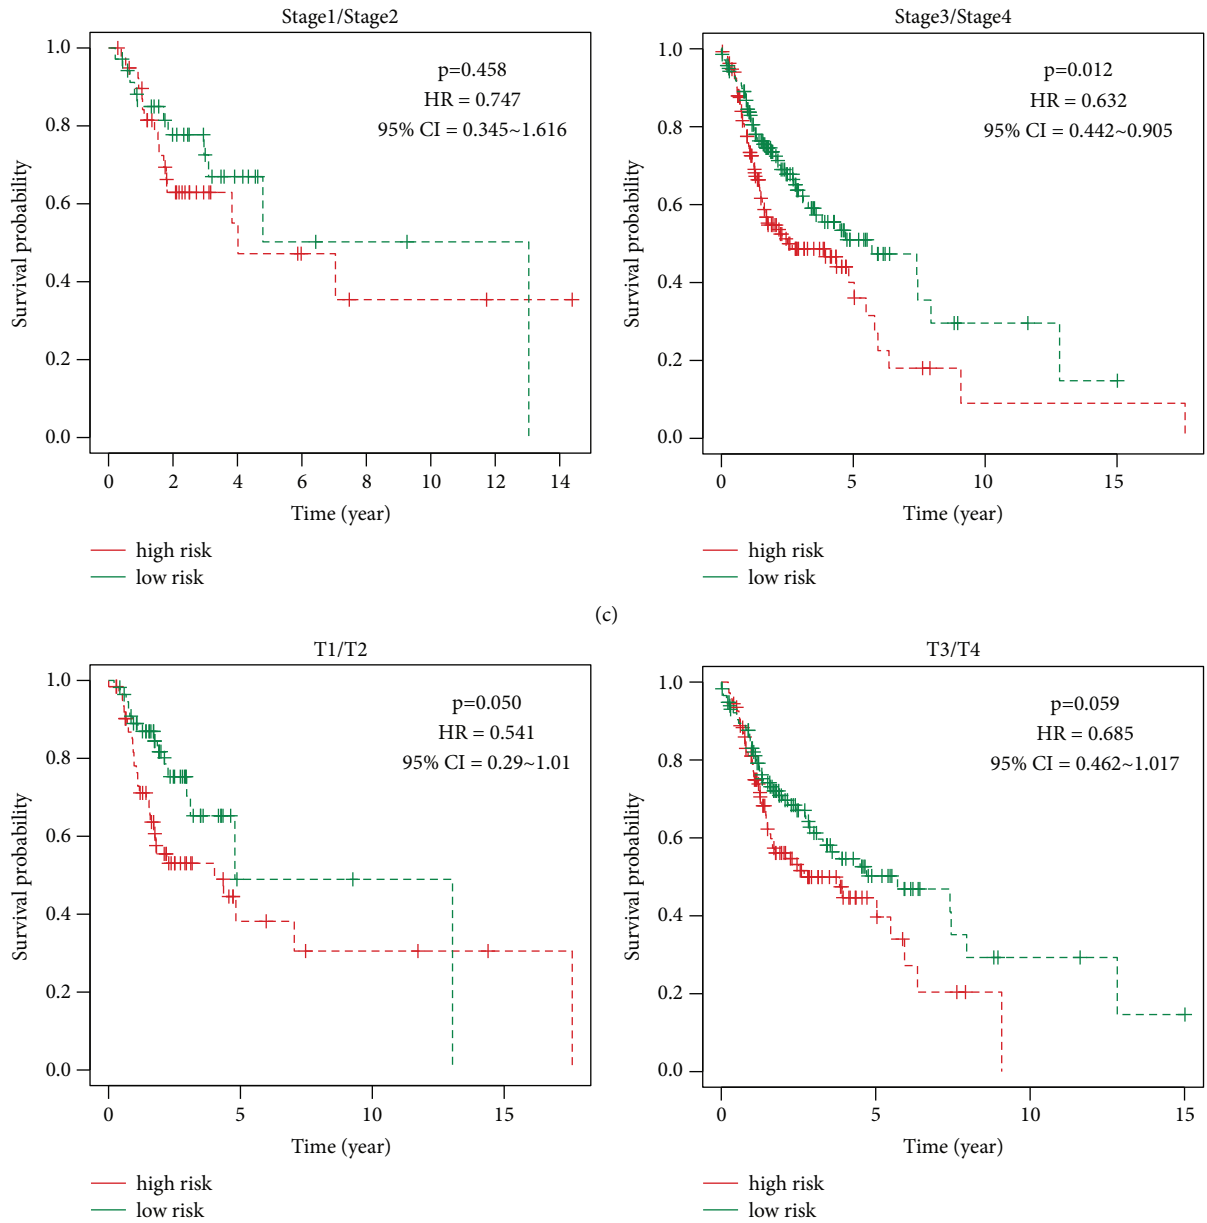 Stage1/Stage2
p=0.458
HR = 0.747
95% CI = 0.345~1.616
Survival probability
1.0
0.8
0.6
0.4
0.2
0.0
0 2 4 6 8 10 12 14
Time (year)
high risk
low risk
Stage3/Stage4
p=0.012
HR = 0.632
95% CI = 0.442~0.905
Survival probability
1.0
0.8
0.6
0.4
0.2
0.0
0 5 10 15
Time (year)
high risk
low risk
(c)
T1/T2
p=0.050
HR = 0.541
95% CI = 0.29~1.01
Survival probability
1.0
0.8
0.6
0.4
0.2
0.0
0 5 10 15
Time (year)
high risk
low risk
T3/T4
p=0.059
HR = 0.685
95% CI = 0.462~1.017
Survival probability
1.0
0.8
0.6
0.4
0.2
0.0
0 5 10 15
Time (year)
high risk
low risk